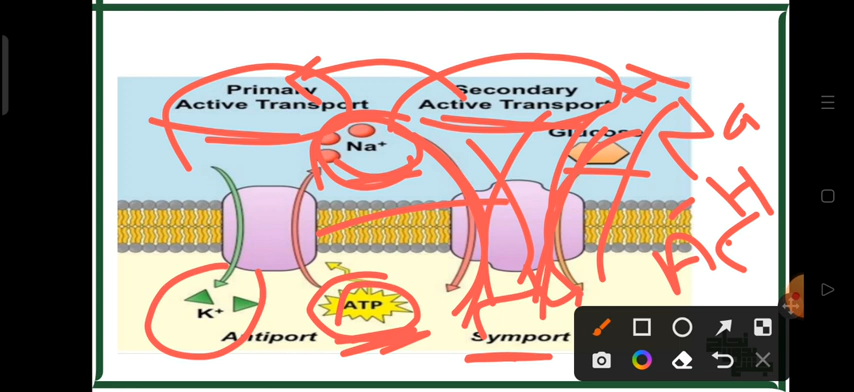 Primary
Active Transport
Secondary
Active Transport
Glucose
Na⁺
K⁺
ATP
Antiport
Symport